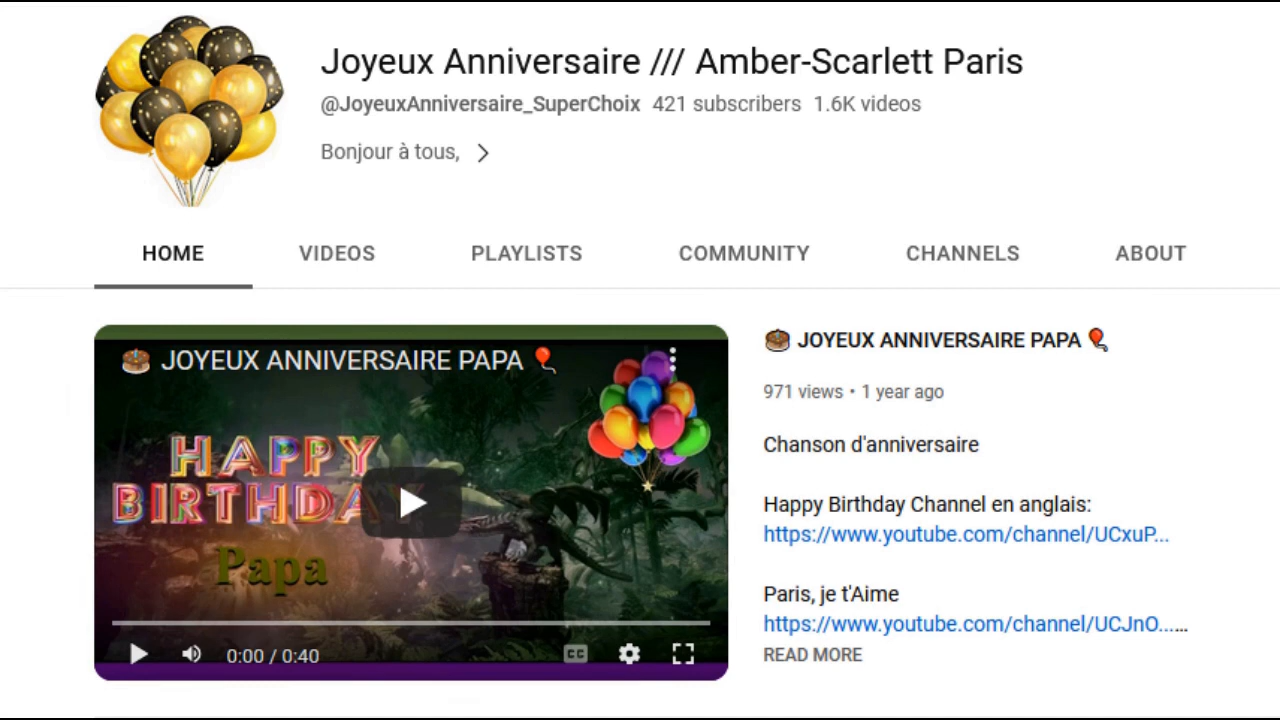 Joyeux Anniversaire /// Amber-Scarlett Paris
@JoyeuxAnniversaire_SuperChoix 421 subscribers 1.6K videos
Bonjour à tous,
HOME VIDEOS PLAYLISTS COMMUNITY CHANNELS ABOUT
JOYEUX ANNIVERSAIRE PAPA
HAPPY
BIRTHDAY
Papa
0:00 / 0:40
CC
JOYEUX ANNIVERSAIRE PAPA
971 views • 1 year ago
Chanson d'anniversaire
Happy Birthday Channel en anglais:
https://www.youtube.com/channel/UCxuP...
Paris, je t'Aime
https://www.youtube.com/channel/UCJnO......
READ MORE